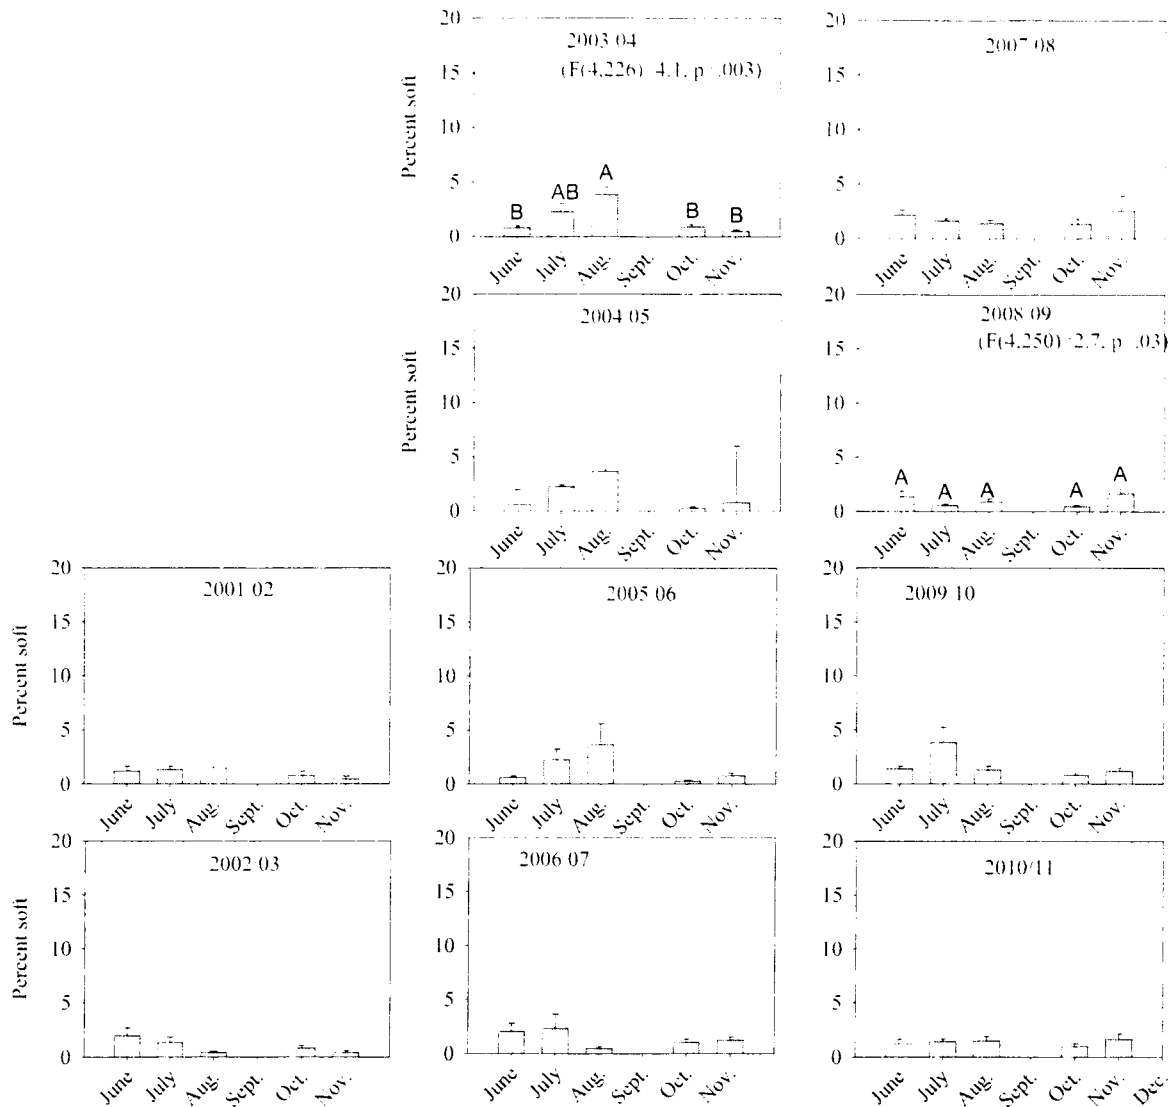 Percent soft
20
15
10
5
0
2003 04
(F(4,226) 4.1, p .003)
B
AB
A
B
B
June
July
Aug.
Sept.
Oct.
Nov.
20
15
10
5
0
2007 08
June
July
Aug.
Sept.
Oct.
Nov.
Percent soft
20
15
10
5
0
2004 05
June
July
Aug.
Sept.
Oct.
Nov.
20
15
10
5
0
2008 09
(F(4,250) 2.7, p .03)
A
A
A
A
A
June
July
Aug.
Sept.
Oct.
Nov.
Percent soft
20
15
10
5
0
2001 02
June
July
Aug.
Sept.
Oct.
Nov.
20
15
10
5
0
2005 06
June
July
Aug.
Sept.
Oct.
Nov.
20
15
10
5
0
2009 10
June
July
Aug.
Sept.
Oct.
Nov.
Percent soft
20
15
10
5
0
2002 03
June
July
Aug.
Sept.
Oct.
Nov.
20
15
10
5
0
2006 07
June
July
Aug.
Sept.
Oct.
Nov.
20
15
10
5
0
2010/11
June
July
Aug.
Sept.
Oct.
Nov.
Dec.